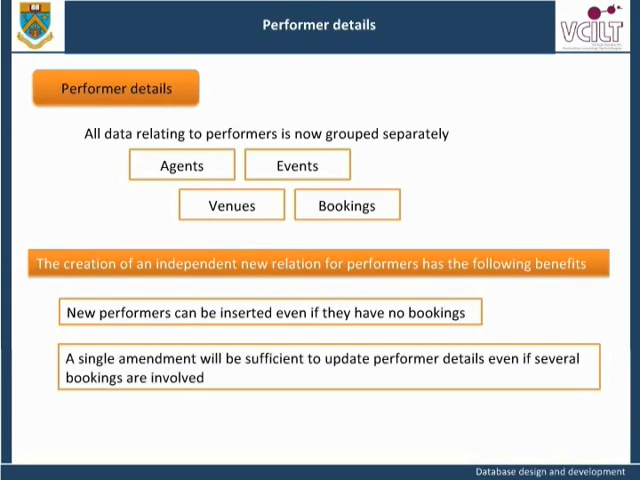 Performer details
VCILT
Performer details
All data relating to performers is now grouped separately
Agents
Events
Venues
Bookings
The creation of an independent new relation for performers has the following benefits
New performers can be inserted even if they have no bookings
A single amendment will be sufficient to update performer details even if several
bookings are involved
Database design and development